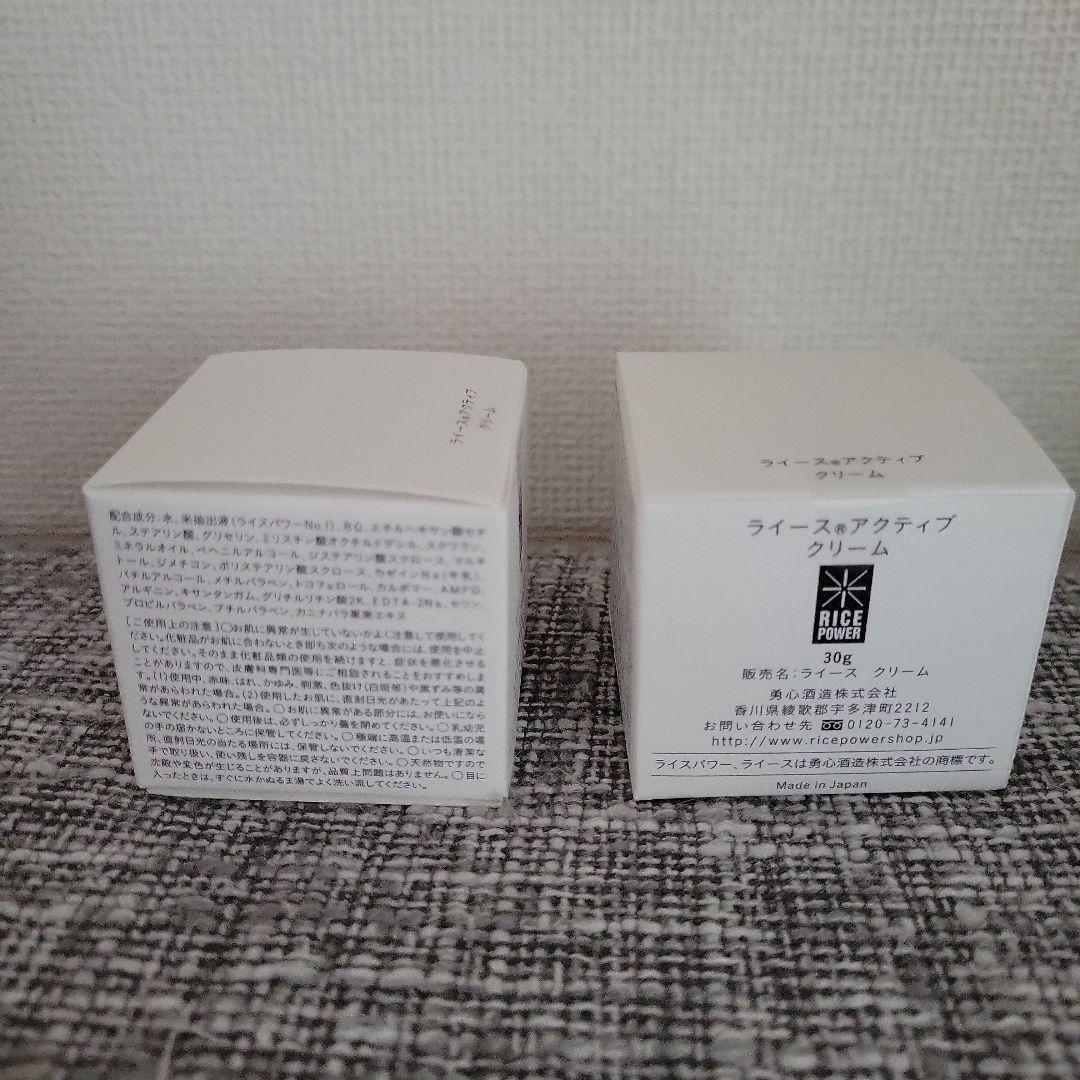 ライース®アクティブ
クリーム
配合成分:水、米抽出液(ライスパワーNo.1)、BG、エチルヘキサン酸セチ
ル、ステアリン酸、グリセリン、ミリスチン酸オクチルドデシル、スクワラン、
ミネラルオイル、ベヘニルアルコール、ジステアリン酸スクロース、マルチ
トール、ジメチコン、ポリステアリン酸スクロース、カゼインNa(牛乳)、
バチルアルコール、メチルパラベン、トコフェロール、カルボマー、AMPD、
アルギニン、キサンタンガム、グリチルリチン酸2K、EDTA-2Na、セリン、
プロピルパラベン、ブチルパラベン、カニナバラ果実エキス
[ご使用上の注意]○お肌に異常が生じていないかよく注意して使用してく
ださい。化粧品がお肌に合わないとき即ち次のような場合には、使用を中止
してください。そのまま化粧品類の使用を続けますと、症状を悪化させる
ことがありますので、皮膚科専門医等にご相談されることをおすすめしま
す。(1)使用中、赤味、はれ、かゆみ、刺激、色抜け(白斑等)や黒ずみ等の異
常があらわれた場合。(2)使用したお肌に、直射日光があたって上記のよ
うな異常があらわれた場合。○お肌に異常がある部分には、お使いになら
ないでください。○使用後は、必ずしっかり蓋を閉めてください。○乳幼児
の手の届かないところに保管してください。○極端に高温または低温の場
所、直射日光の当たる場所には、保管しないでください。○いつも清潔な
手で取り扱い、使い残しを容器に戻さないでください。○天然物ですので
沈殿や変色が生じることがありますが、品質上問題はありません。○目に
入ったときは、すぐに水かぬるま湯でよく洗い流してください。
ライース®アクティブ
クリーム
ライース®アクティブ
クリーム
RICE
POWER
30g
販売名:ライース クリーム
勇心酒造株式会社
香川県綾歌郡宇多津町2212
お問い合わせ先 0120-73-4141
http://www.ricepowershop.jp
ライスパワー、ライースは勇心酒造株式会社の商標です。
Made in Japan